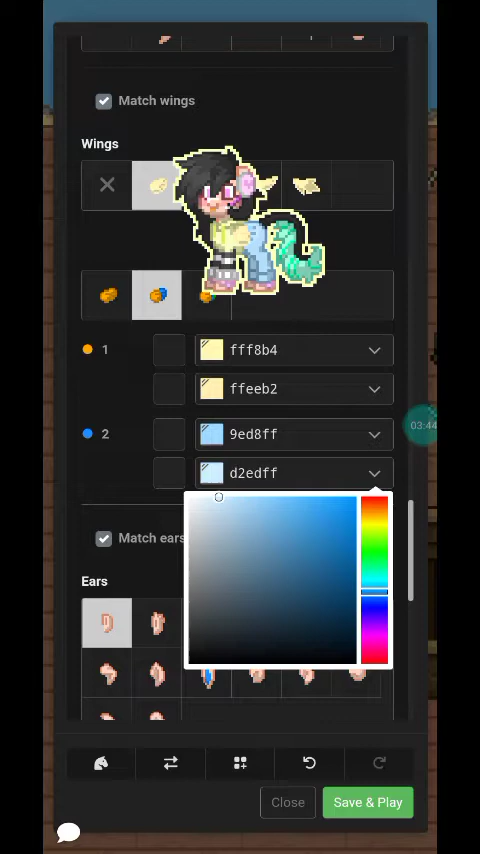 Match wings
Wings
1 fff8b4
ffeeb2
03:44
2 9ed8ff
d2edff
Match ears
Ears
Close Save & Play